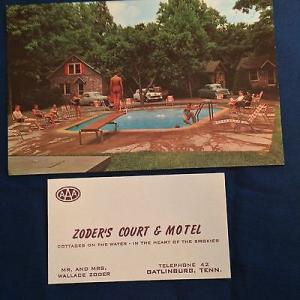 AAA
ZODER'S COURT & MOTEL
COTTAGES ON THE WATER - IN THE HEART OF THE SMOKIES
MR. AND MRS.
WALLACE ZODER
TELEPHONE 42
GATLINBURG, TENN.